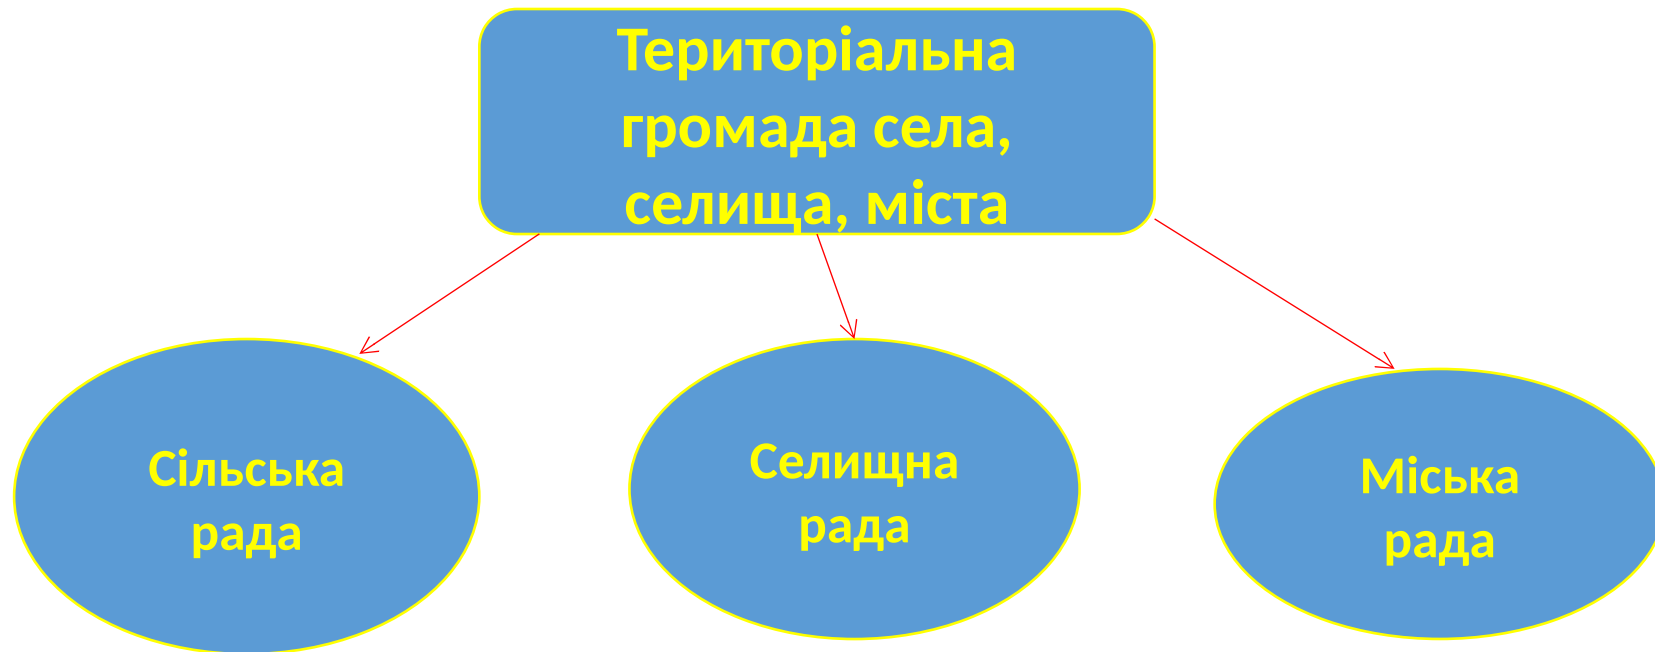 Територіальна
громада села,
селища, міста
Сільська
рада
Селищна
рада
Міська
рада